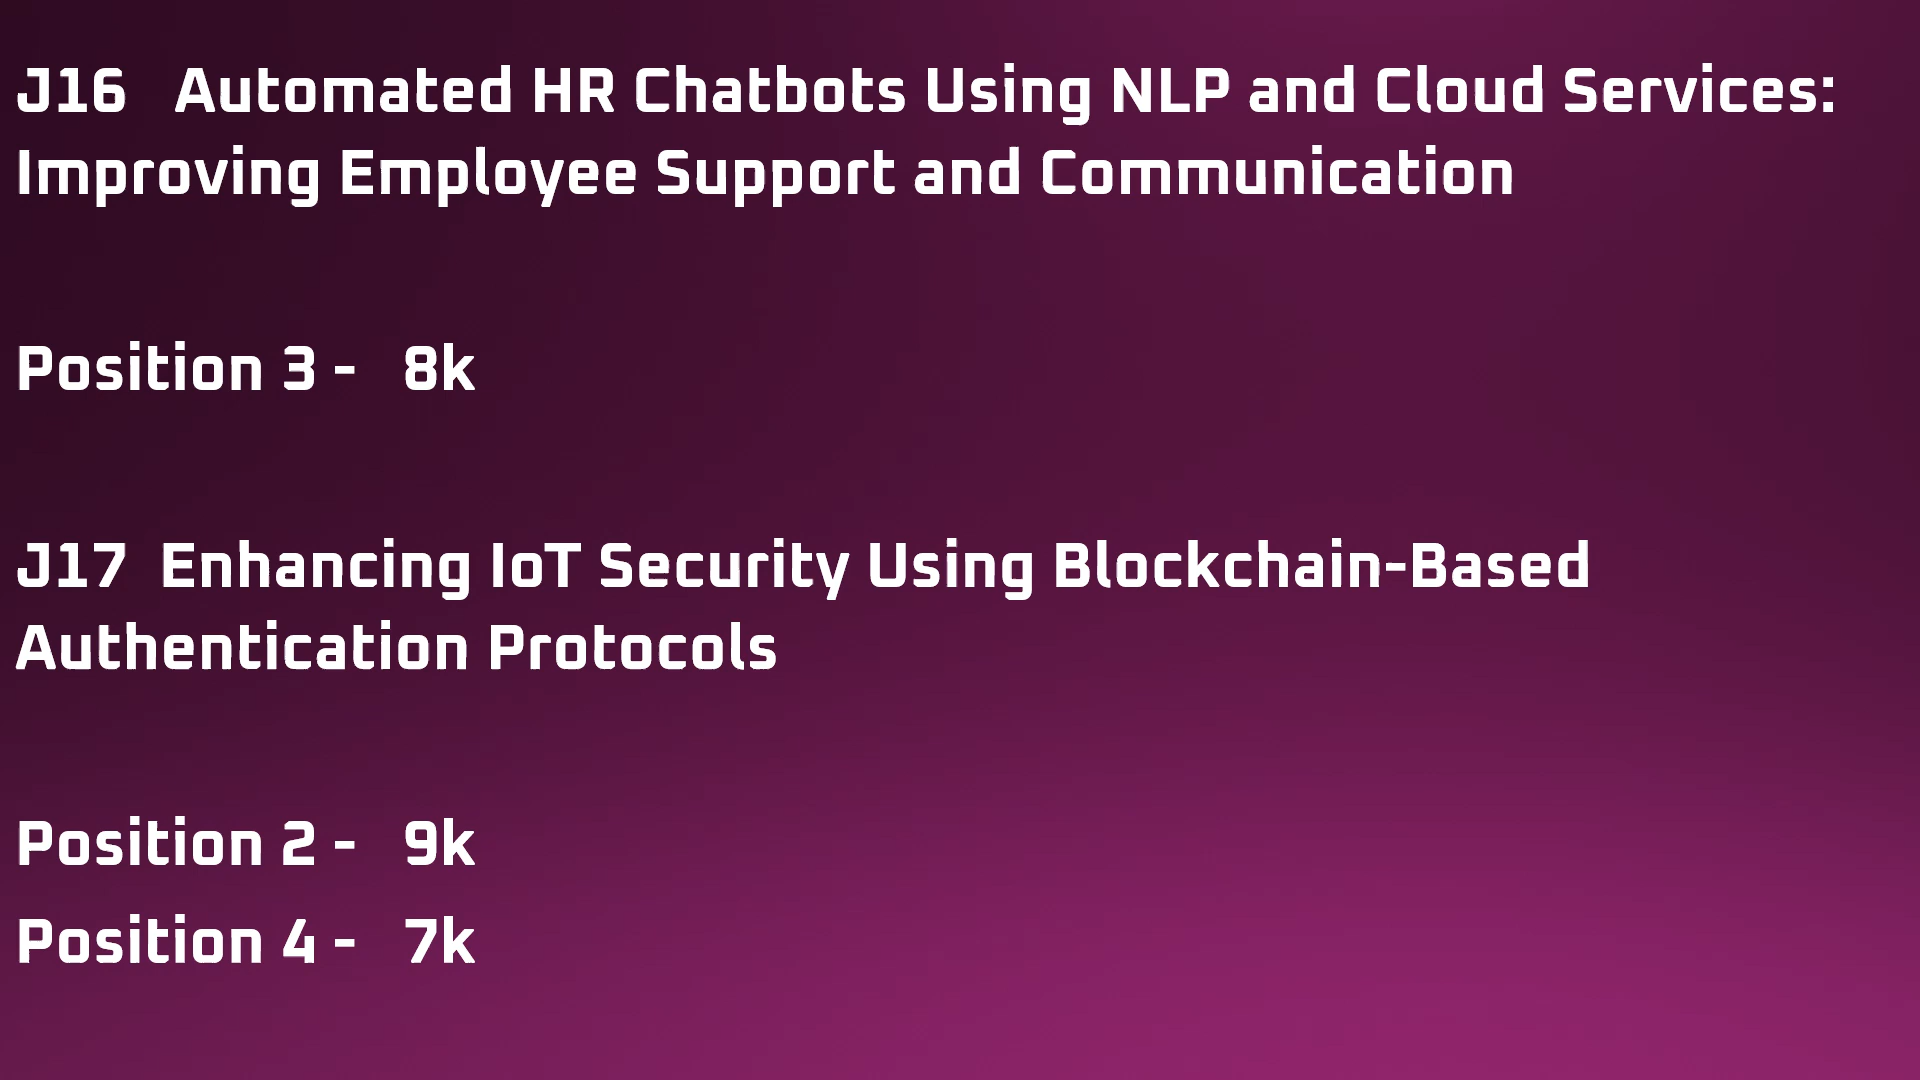 J16   Automated HR Chatbots Using NLP and Cloud Services:
Improving Employee Support and Communication
Position 3 -   8k
J17  Enhancing IoT Security Using Blockchain-Based
Authentication Protocols
Position 2 -   9k
Position 4 -   7k